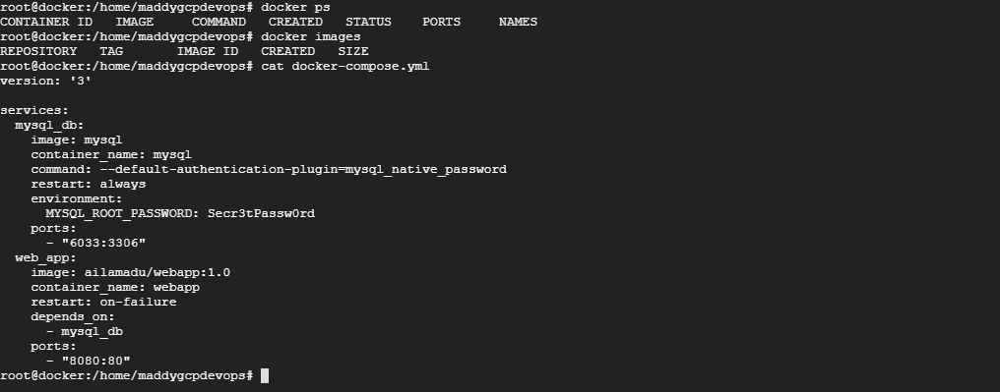 root@docker:/home/maddygcpdevops# docker ps
CONTAINER ID   IMAGE     COMMAND   CREATED   STATUS    PORTS     NAMES
root@docker:/home/maddygcpdevops# docker images
REPOSITORY   TAG       IMAGE ID   CREATED   SIZE
root@docker:/home/maddygcpdevops# cat docker-compose.yml
version: '3'

services:
  mysql_db:
    image: mysql
    container_name: mysql
    command: --default-authentication-plugin=mysql_native_password
    restart: always
    environment:
      MYSQL_ROOT_PASSWORD: Secr3tPassw0rd
    ports:
      - "6033:3306"
  web_app:
    image: ailamadu/webapp:1.0
    container_name: webapp
    restart: on-failure
    depends_on:
      - mysql_db
    ports:
      - "8080:80"
root@docker:/home/maddygcpdevops#